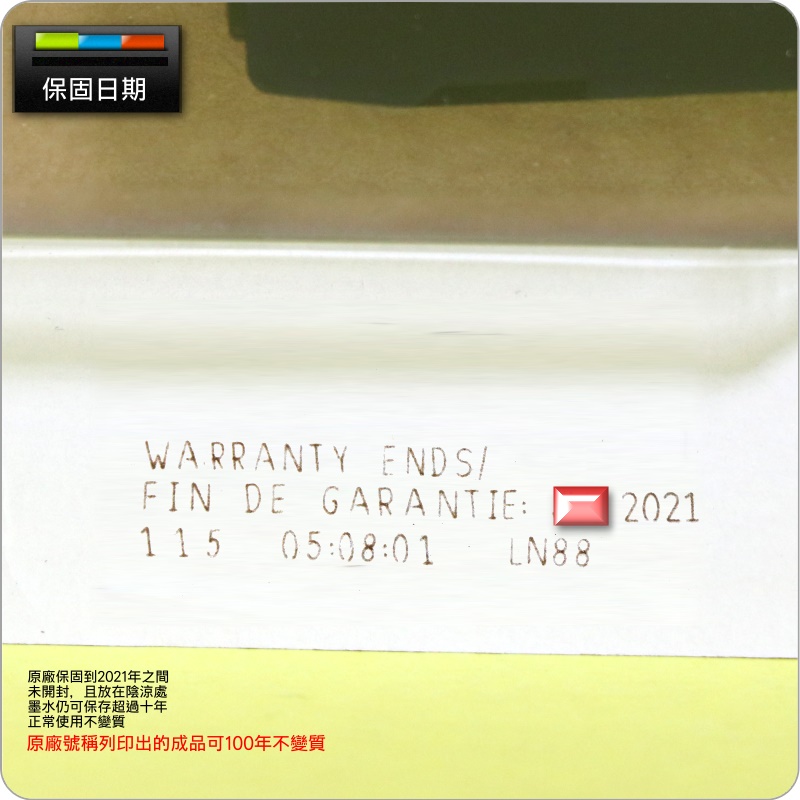 保固日期
WARRANTY ENDS/
FIN DE GARANTIE: 2021
115 05:08:01 LN88
原廠保固到2021年之間
未開封，且放在陰涼處
墨水仍可保存超過十年
正常使用不變質
原廠號稱列印出的成品可100年不變質